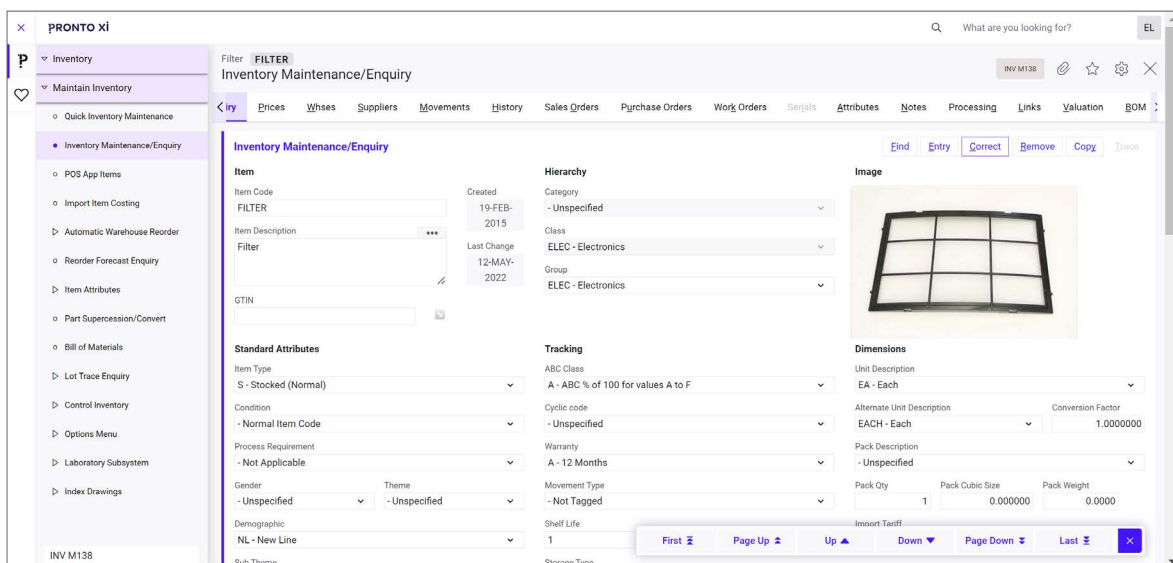 PRONTO Xi
What are you looking for?
EL
Inventory
Maintain Inventory
Quick Inventory Maintenance
Inventory Maintenance/Enquiry
POS App Items
Import Item Costing
Automatic Warehouse Reorder
Reorder Forecast Enquiry
Item Attributes
Part Supercession/Convert
Bill of Materials
Lot Trace Enquiry
Control Inventory
Options Menu
Laboratory Subsystem
Index Drawings
INV M138
Filter FILTER
Inventory Maintenance/Enquiry
INV M138
iry Prices Whses Suppliers Movements History Sales Orders Purchase Orders Work Orders Serials Attributes Notes Processing Links Valuation BOM
Inventory Maintenance/Enquiry
Find Entry Correct Remove Copy Trace
Item
Item Code
FILTER
Created
19-FEB-
2015
Item Description
Filter
Last Change
12-MAY-
2022
GTIN
Hierarchy
Category
- Unspecified
Class
ELEC - Electronics
Group
ELEC - Electronics
Image
Standard Attributes
Item Type
S - Stocked (Normal)
Condition
- Normal Item Code
Process Requirement
- Not Applicable
Gender Theme
- Unspecified - Unspecified
Demographic
NL - New Line
Sub Theme
Tracking
ABC Class
A - ABC % of 100 for values A to F
Cyclic code
- Unspecified
Warranty
A - 12 Months
Movement Type
- Not Tagged
Shelf Life
1
Storage Type
Dimensions
Unit Description
EA - Each
Alternate Unit Description Conversion Factor
EACH - Each 1.0000000
Pack Description
- Unspecified
Pack Qty Pack Cubic Size Pack Weight
1 0.000000 0.0000
Import Tariff
First Page Up Up Down Page Down Last